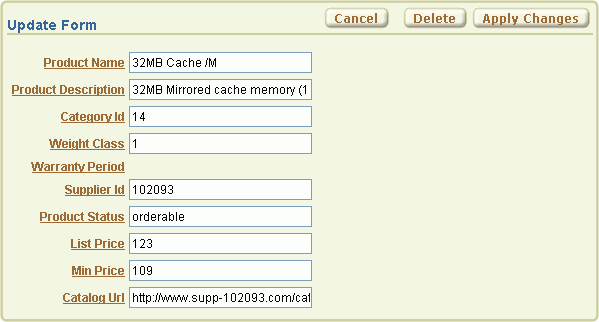 Update Form Cancel Delete Apply Changes
Product Name 32MB Cache /M
Product Description 32MB Mirrored cache memory (1
Category Id 14
Weight Class 1
Warranty Period
Supplier Id 102093
Product Status orderable
List Price 123
Min Price 109
Catalog Url http://www.supp-102093.com/cat